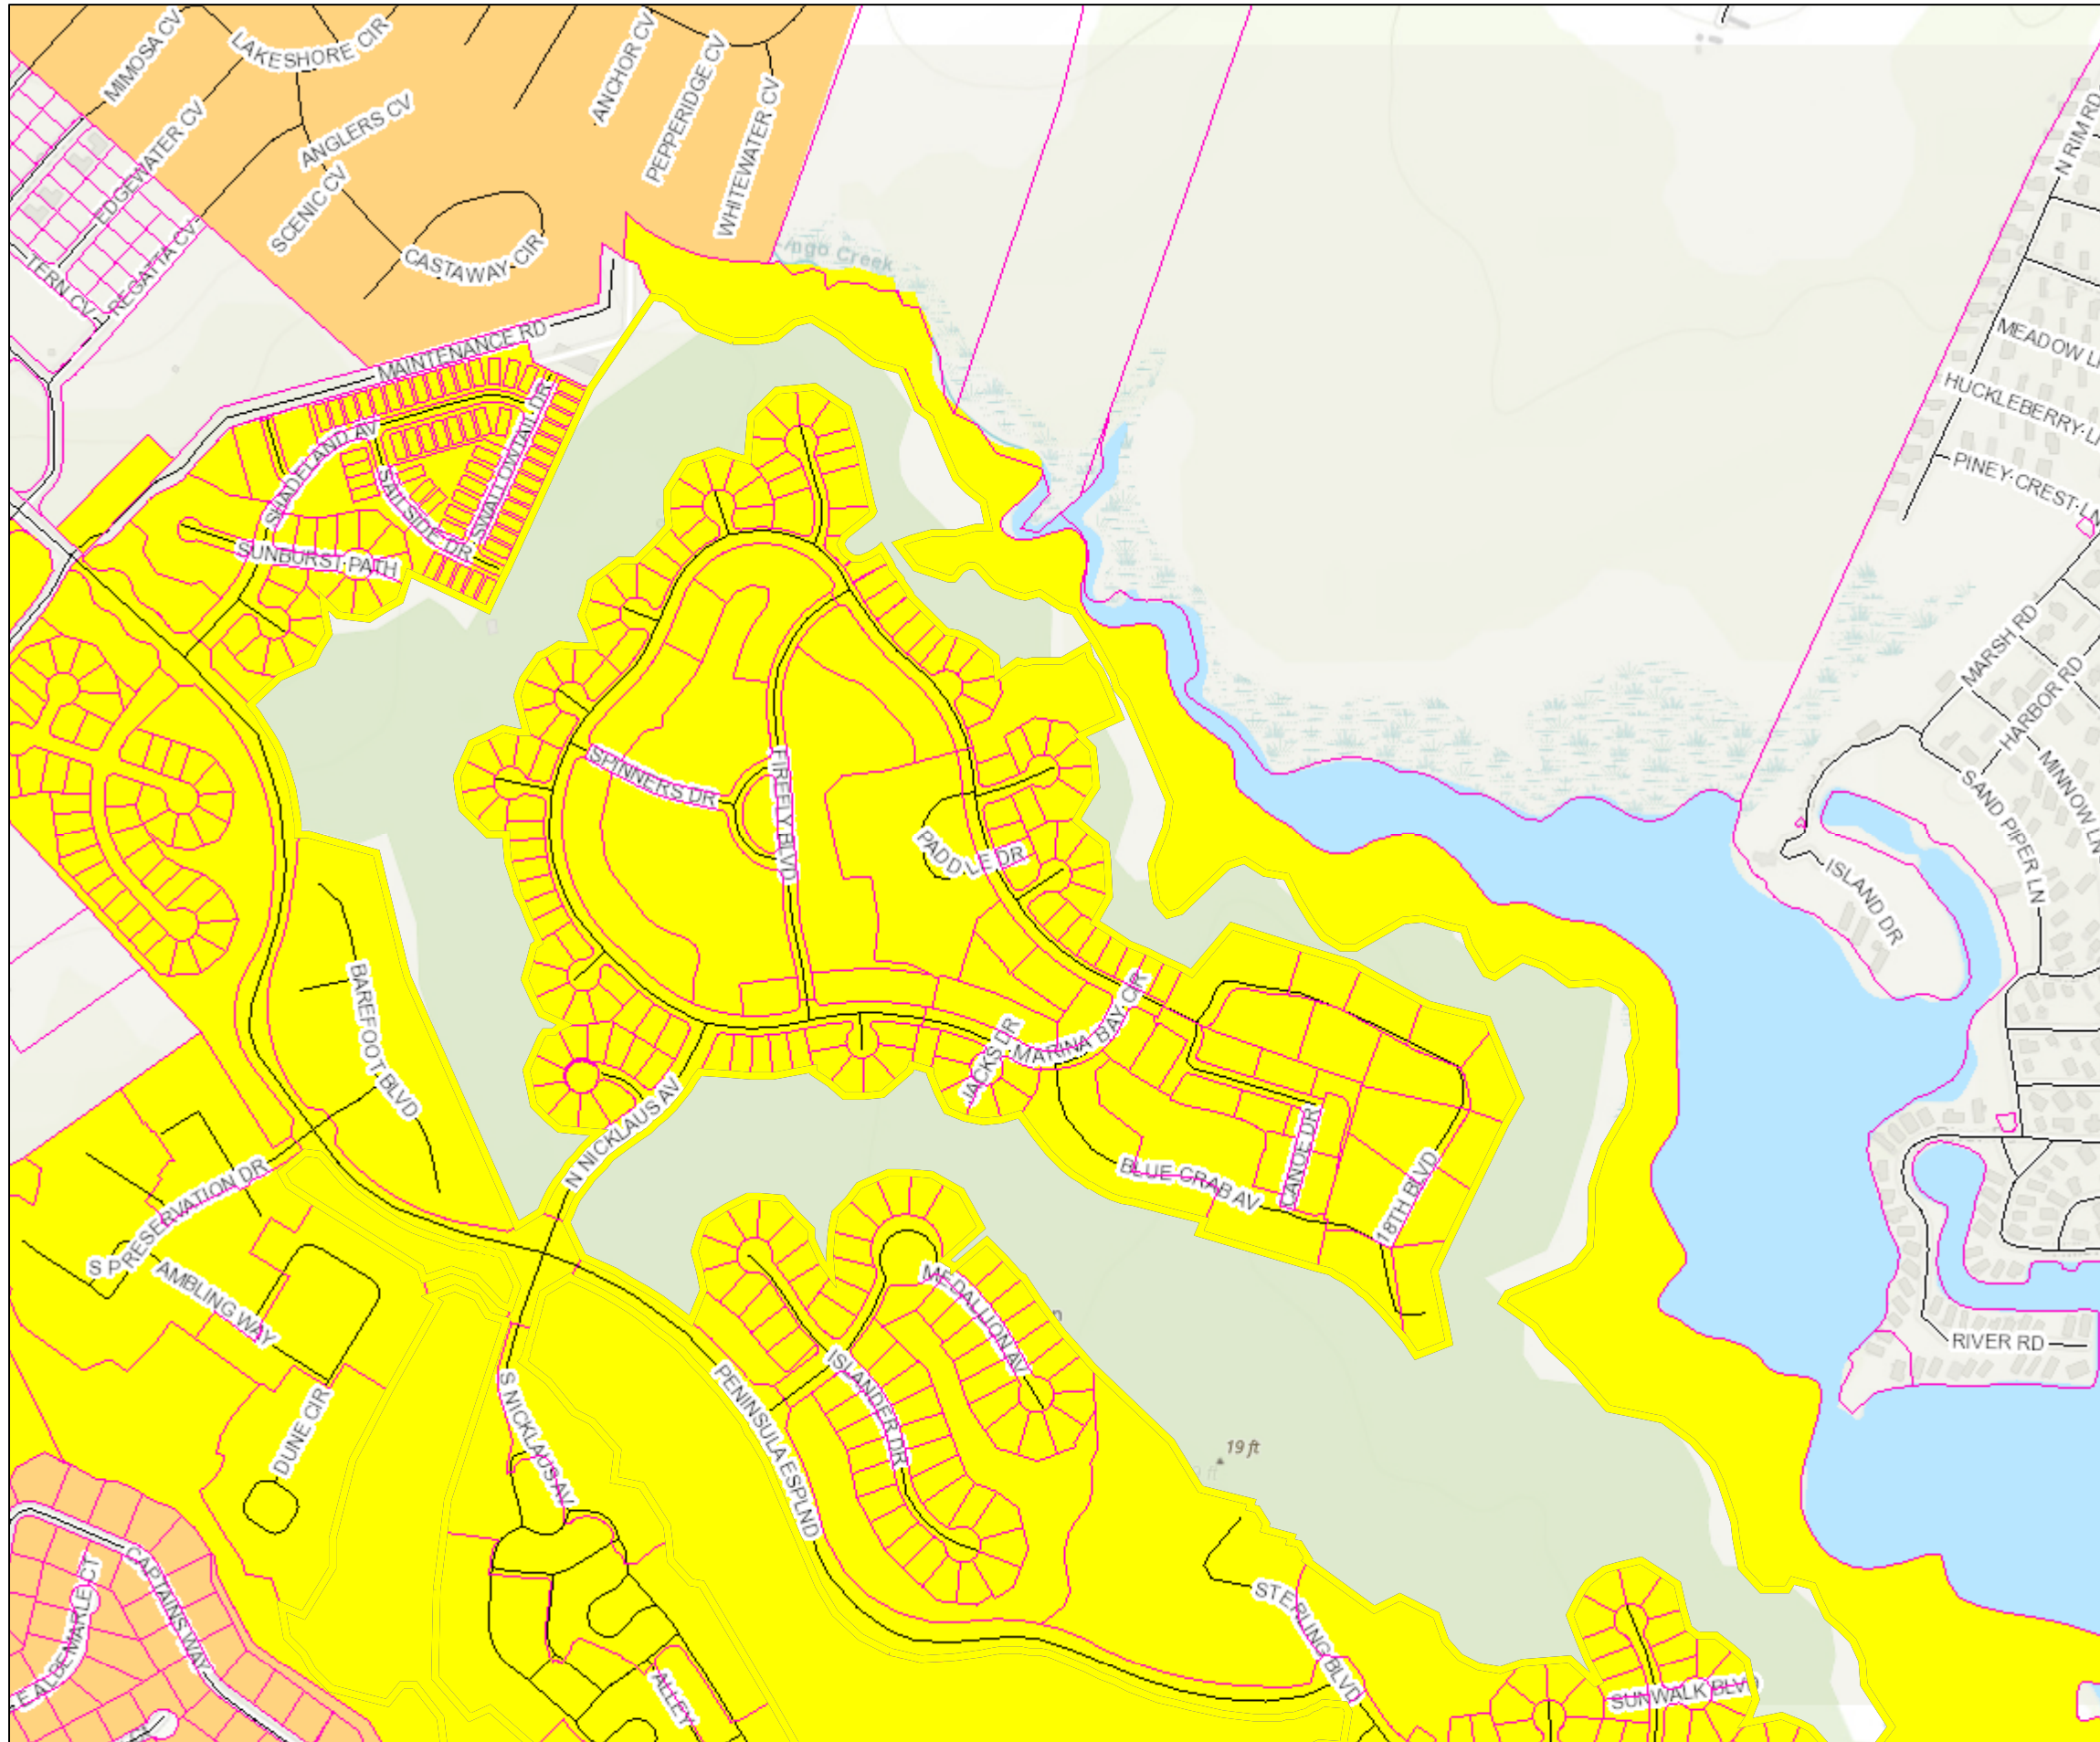 MIMOSA CV
LAKESHORE CIR
ANCHOR CV
PEPPERIDGE CV
WHITEWATER CV
ANGLERS CV
EDGEWATER CV
SCENIC CV
CASTAWAY CIR
TERN CV
REGATTA CV
MAINTENANCE RD
N RIM RD
MEADOW
HUCKLEBERRY
PINEY CREST LN
SHADELAND AV
SAILSIDE DR
SWALLOWTAIL DR
SUNBURST PATH
MARSH RD
HARBOR RD
MINNOW LN
SAND PIPER LN
ISLAND DR
SPINNERS DR
FIREFLY BLVD
PADDLE DR
BAREFOOT BLVD
JACKS DR
MARINA BAY CIR
N NICKLAUS AV
BLUE CRAB AV
CANOE DR
18TH BLVD
S PRESERVATION DR
AMBLING WAY
DUNE CIR
MEDALLION AV
ISLANDER DR
PENINSULA ESPLND
S NICKLAUS AV
RIVER RD
19 ft
CAPTAINS WAY
E ALBEMARLE CT
STERLING BLVD
SUNWALK BLVD
ALLEY